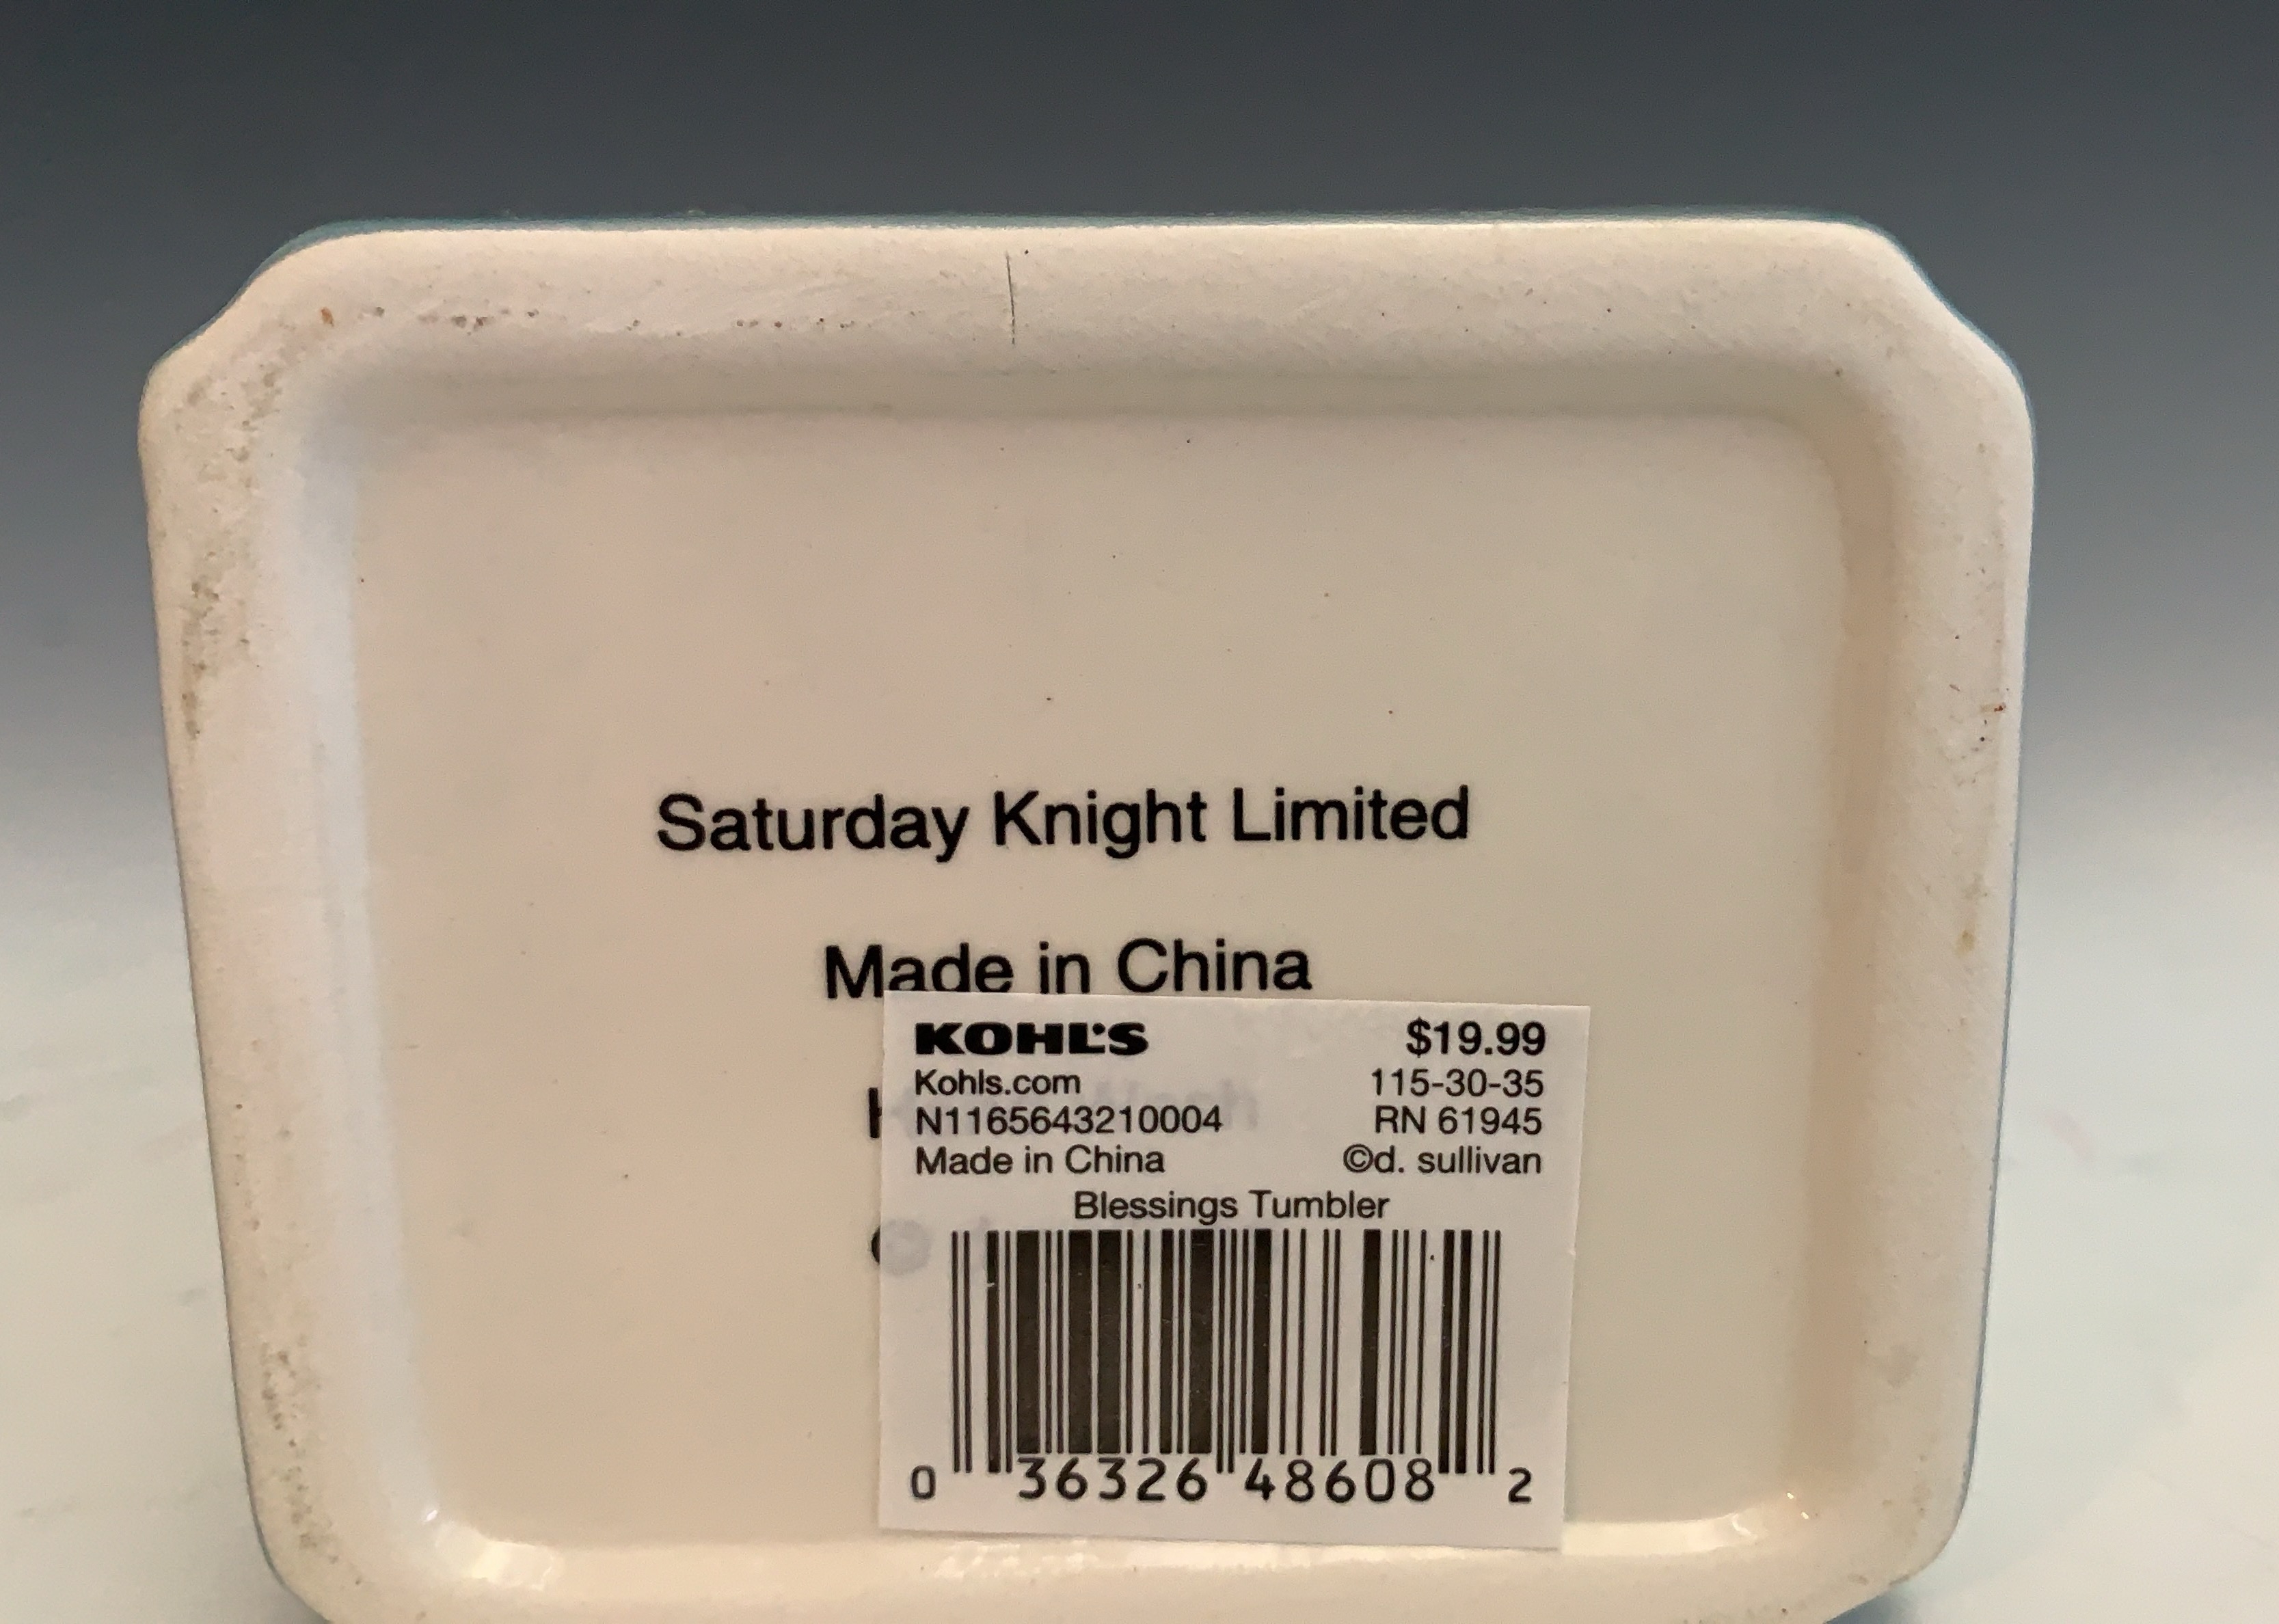 Saturday Knight Limited
Made in China
KOHL'S $19.99
Kohls.com 115-30-35
N1165643210004 RN 61945
Made in China ©d. sullivan
Blessings Tumbler
0 36326 48608 2